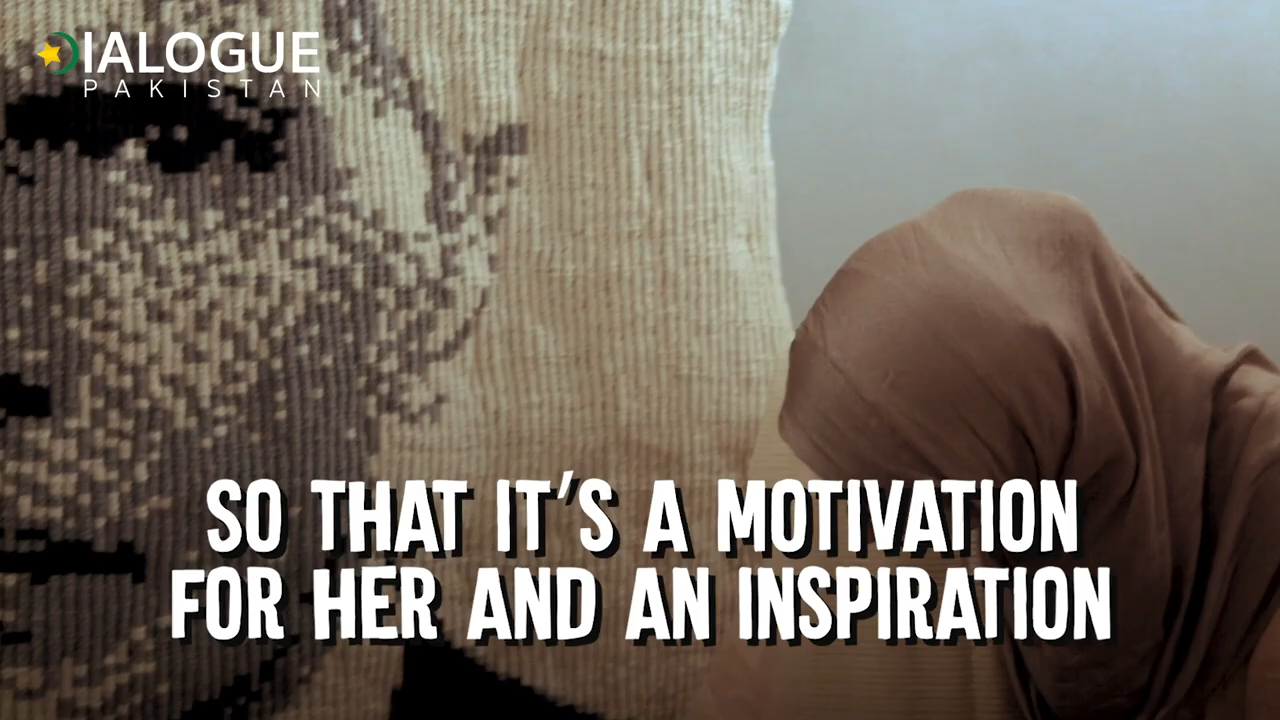 DIALOGUE
PAKISTAN
SO THAT IT'S A MOTIVATION
FOR HER AND AN INSPIRATION